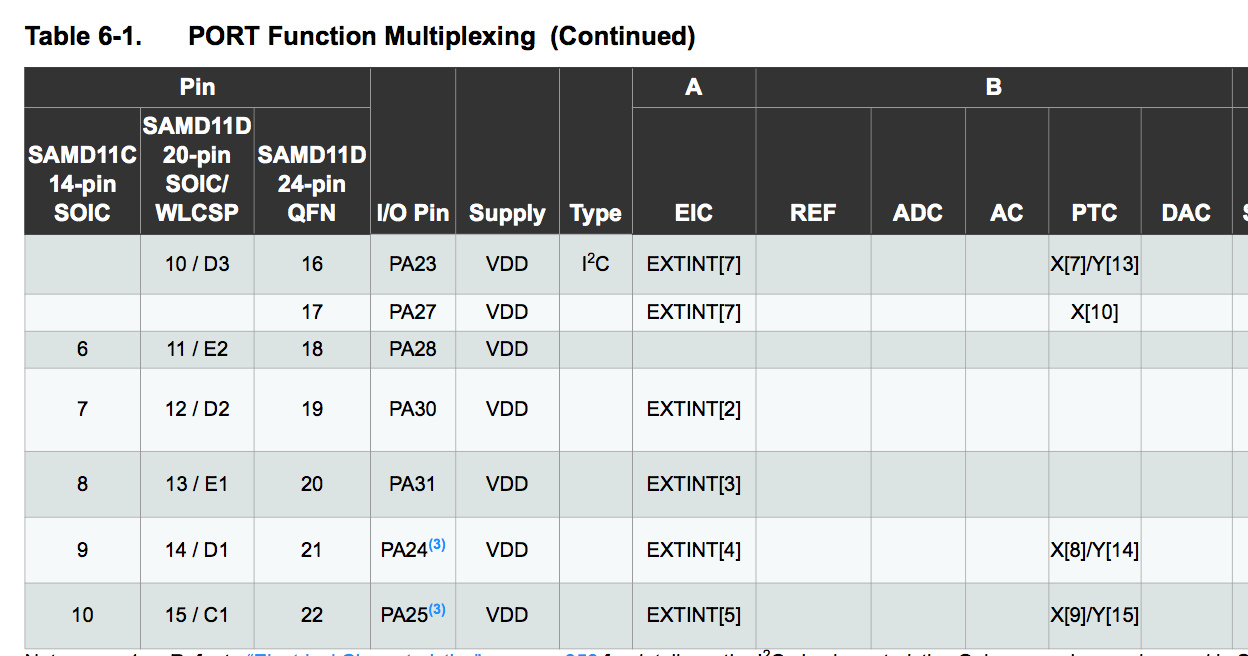 Table 6-1. PORT Function Multiplexing (Continued)
Pin A B
SAMD11C 14-pin SOIC SAMD11D 20-pin SOIC/ WLCSP SAMD11D 24-pin QFN I/O Pin Supply Type EIC REF ADC AC PTC DAC
10 / D3 16 PA23 VDD I²C EXTINT[7] X[7]/Y[13]
17 PA27 VDD EXTINT[7] X[10]
6 11 / E2 18 PA28 VDD
7 12 / D2 19 PA30 VDD EXTINT[2]
8 13 / E1 20 PA31 VDD EXTINT[3]
9 14 / D1 21 PA24(3) VDD EXTINT[4] X[8]/Y[14]
10 15 / C1 22 PA25(3) VDD EXTINT[5] X[9]/Y[15]